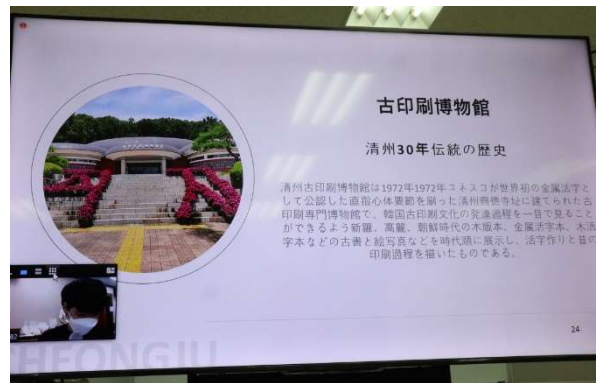 古印刷博物館
清州30年伝統の歴史
清州古印刷博物館は1972年1972年ユネスコが世界初の金属活字と
して公認した直指心体要節を刷った清州興徳寺址に建てられた古
印刷専門博物館で、韓国古印刷文化の発達過程を一目で見ること
ができるよう新羅、高麗、朝鮮時代の木版本、金属活字本、木活
字本などの古書と絵写真などを時代順に展示し、活字作りと昔の
印刷過程を描いたものである。
24
CHEONGJU